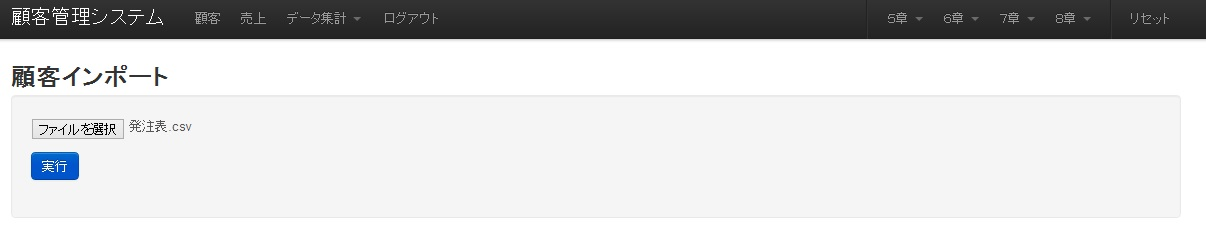 顧客管理システム 顧客 売上 データ集計 ログアウト 5章 6章 7章 8章 リセット
顧客インポート
ファイルを選択 発注表.csv
実行